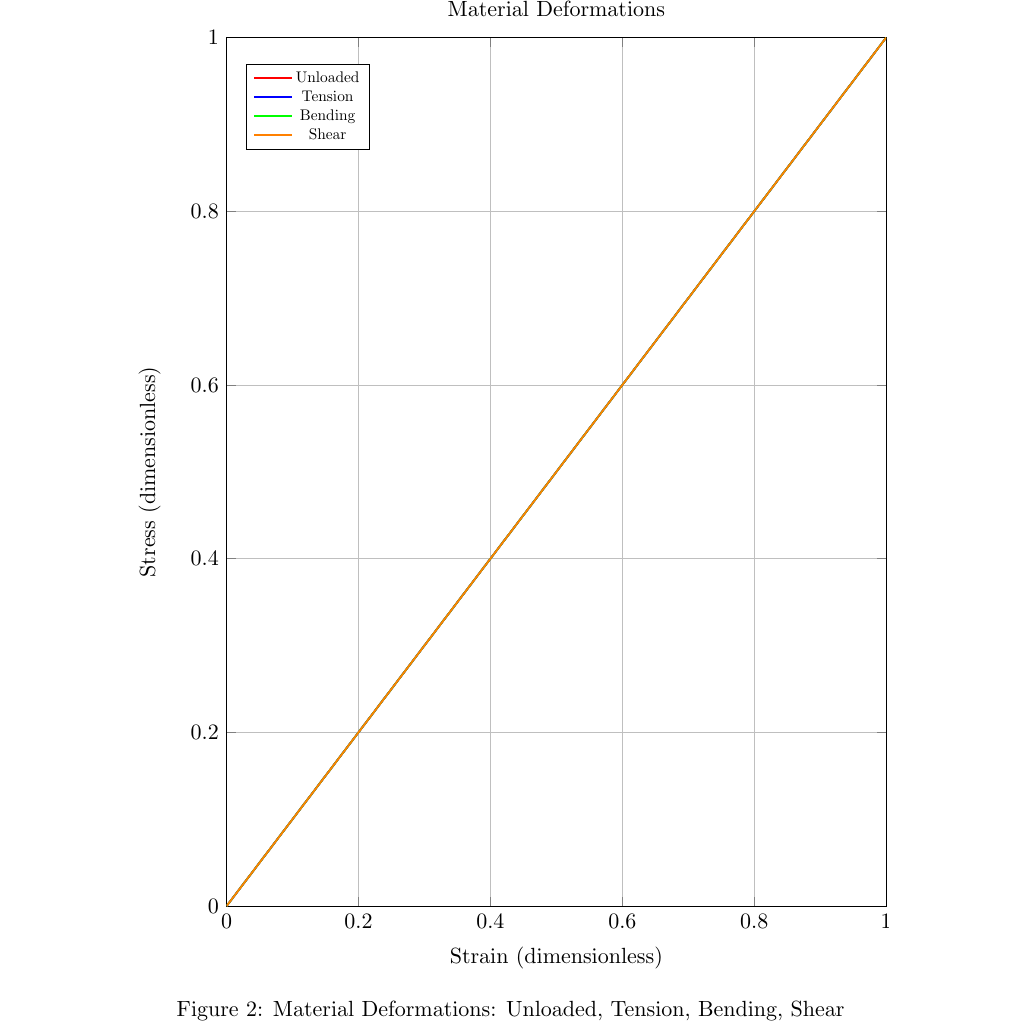 Material Deformations
1
Unloaded
Tension
Bending
Shear
0.8
0.6
Stress (dimensionless)
0.4
0.2
0
0 0.2 0.4 0.6 0.8 1
Strain (dimensionless)
Figure 2: Material Deformations: Unloaded, Tension, Bending, Shear